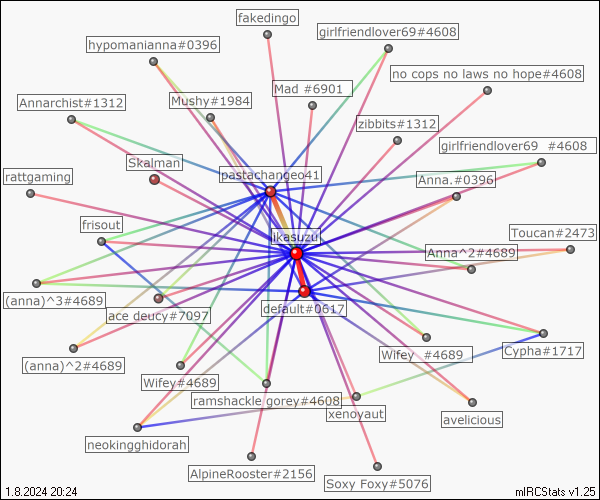 fakedingo
girlfriendlover69#4608
hypomanianna#0396
no cops no laws no hope#4608
Mad  #6901
Mushy#1984
Annarchist#1312
zibbits#1312
girlfriendlover69  #4608
Skalman
pastachangeo41
rattgaming
Anna.#0396
frisout
Toucan#2473
ikasuzu
Anna^2#4689
(anna)^3#4689
default#0617
ace deucy#7097
Cypha#1717
Wifey  #4689
(anna)^2#4689
Wifey#4689
ramshackle gorey#4608
xenoyaut
avelicious
neokingghidorah
AlpineRooster#2156
Soxy Foxy#5076
1.8.2024 20:24
mIRCStats v1.25